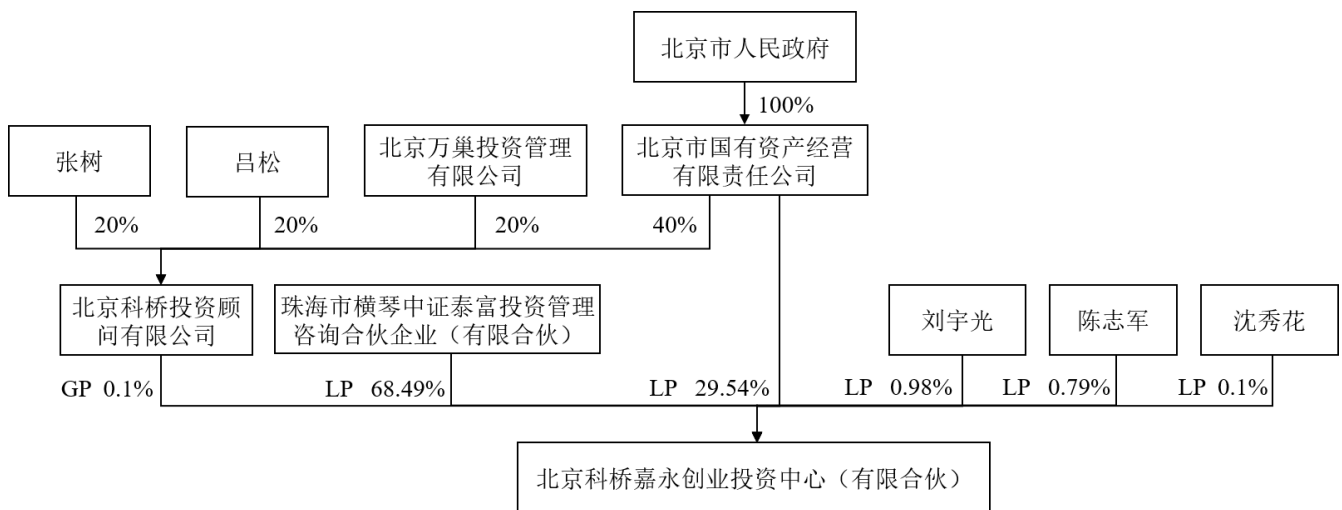 北京市人民政府
100%
张树
吕松
北京万巢投资管理
有限公司
北京市国有资产经营
有限责任公司
20%
20%
20%
40%
北京科桥投资顾
问有限公司
珠海市横琴中证泰富投资管理
咨询合伙企业（有限合伙）
刘宇光
陈志军
沈秀花
GP 0.1%
LP 68.49%
LP 29.54%
LP 0.98%
LP 0.79%
LP 0.1%
北京科桥嘉永创业投资中心（有限合伙）